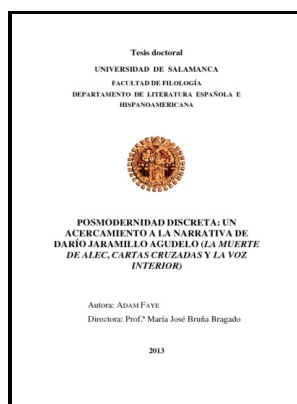 Tesis doctoral
UNIVERSIDAD DE SALAMANCA
FACULTAD DE FILOLOGÍA
DEPARTAMENTO DE LITERATURA ESPAÑOLA E
HISPANOAMERICANA
POSMODERNIDAD DISCRETA: UN
ACERCAMIENTO A LA NARRATIVA DE
DARÍO JARAMILLO AGUDELO (LA MUERTE
DE ALEC, CARTAS CRUZADAS Y LA VOZ
INTERIOR)
Autora: ADAM FAYE
Directora: Prof.ª María José Bruña Bragado
2013